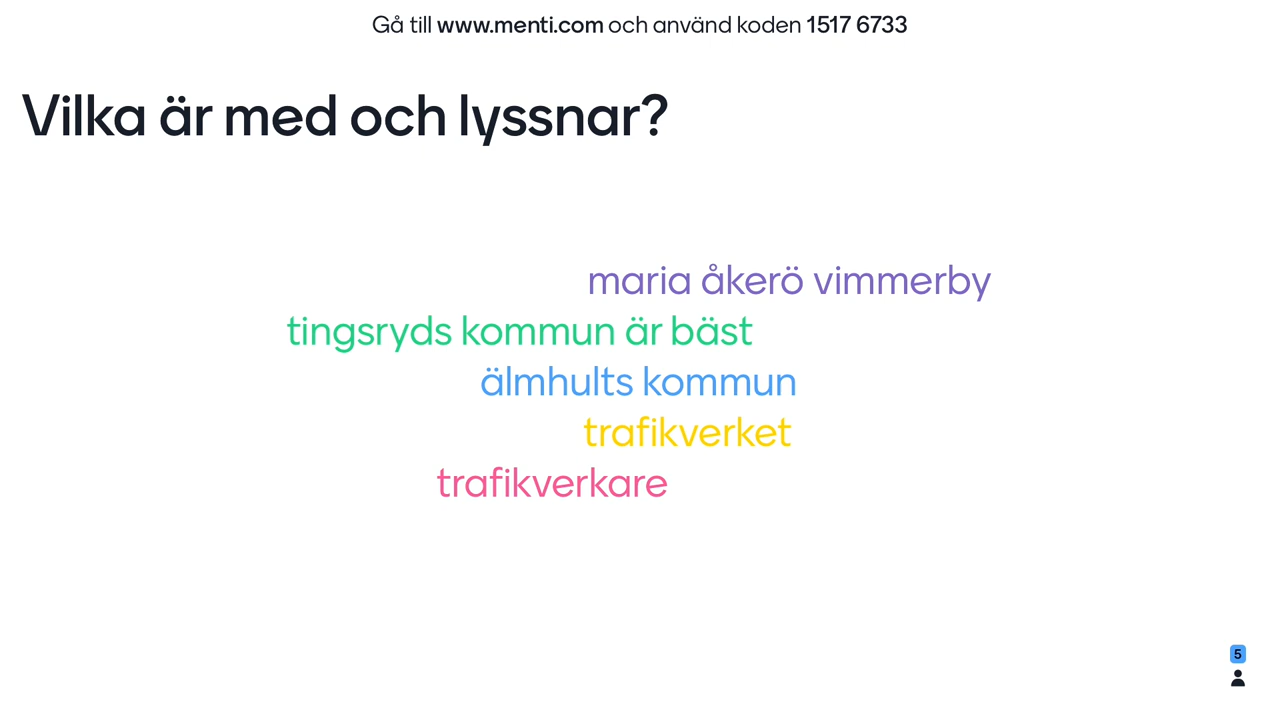 Gå till www.menti.com och använd koden 1517 6733
Vilka är med och lyssnar?
maria åkerö vimmerby
tingsryds kommun är bäst
älmhults kommun
trafikverket
trafikverkare
5